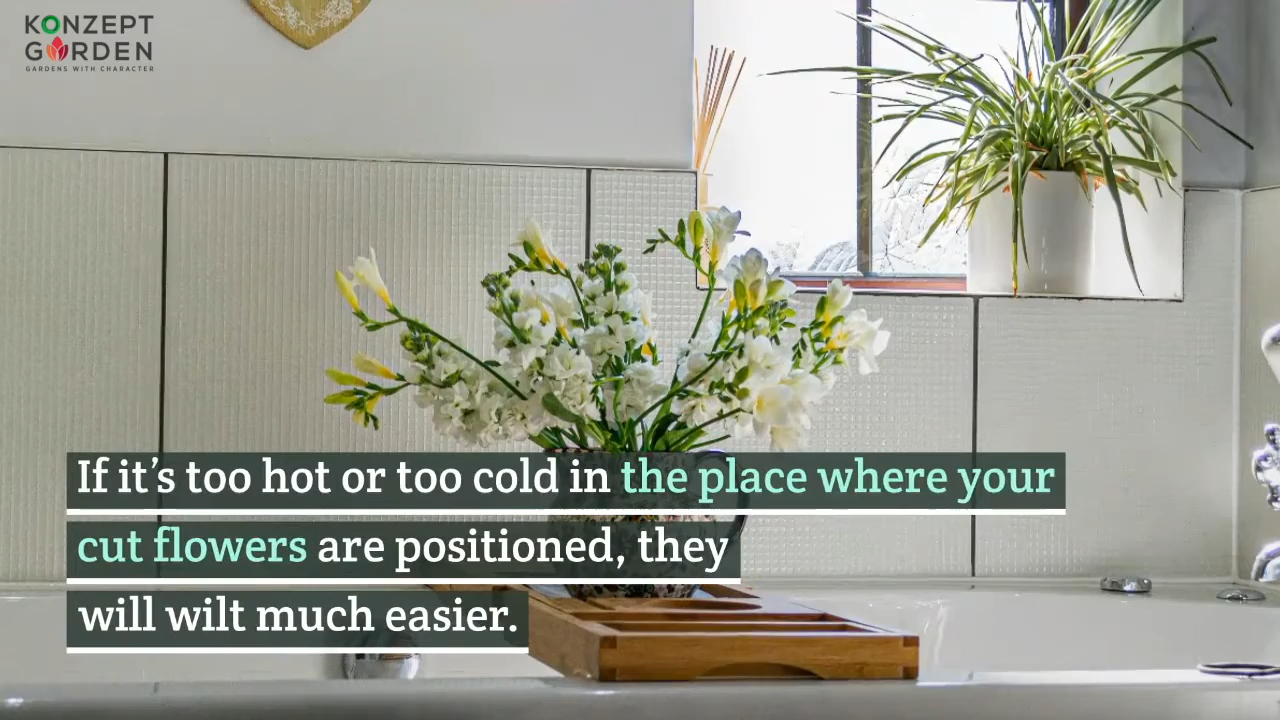 KONZEPT
GARDEN
GARDENS WITH CHARACTER
If it's too hot or too cold in the place where your
cut flowers are positioned, they
will wilt much easier.